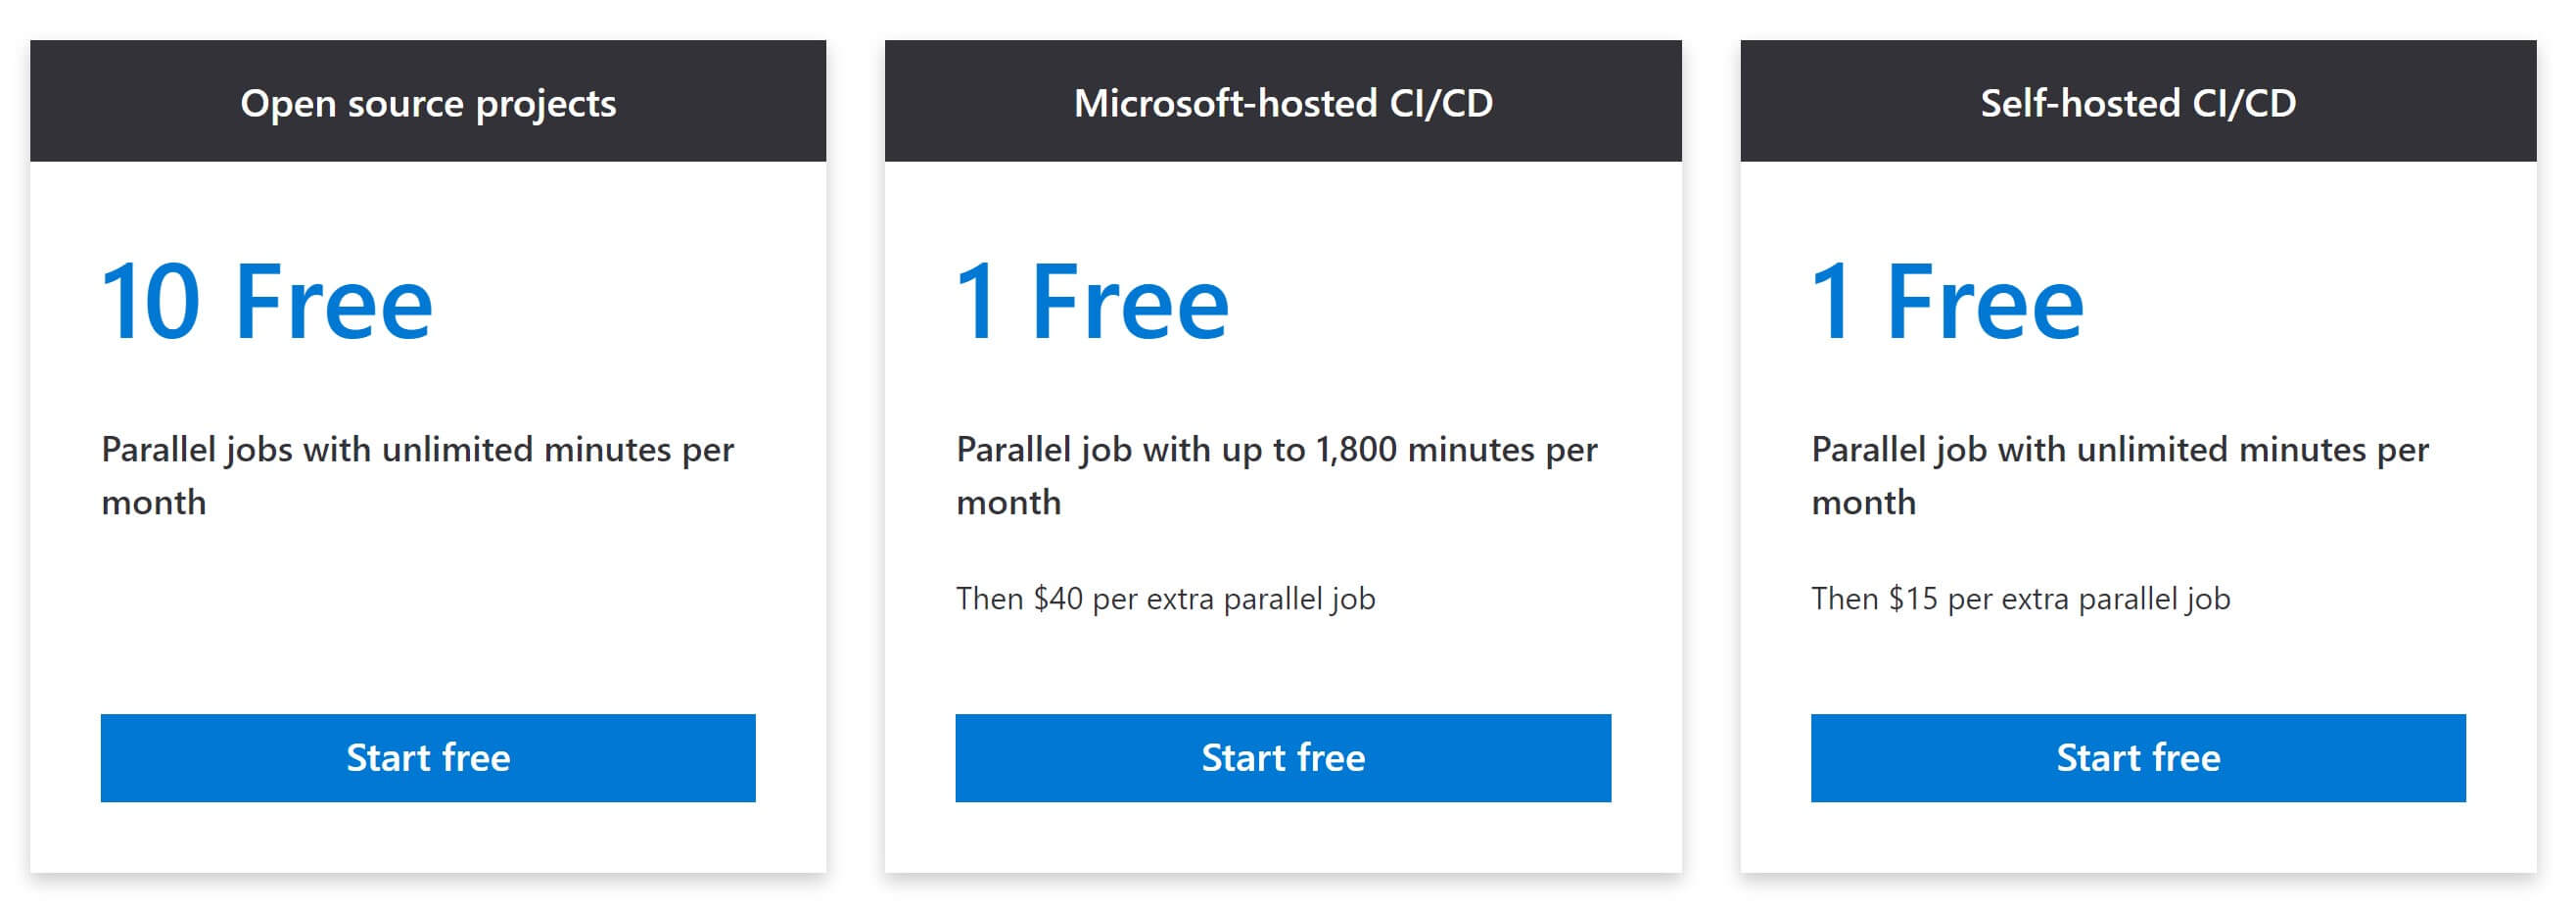 Open source projects
10 Free
Parallel jobs with unlimited minutes per
month
Start free
Microsoft-hosted CI/CD
1 Free
Parallel job with up to 1,800 minutes per
month
Then $40 per extra parallel job
Start free
Self-hosted CI/CD
1 Free
Parallel job with unlimited minutes per
month
Then $15 per extra parallel job
Start free